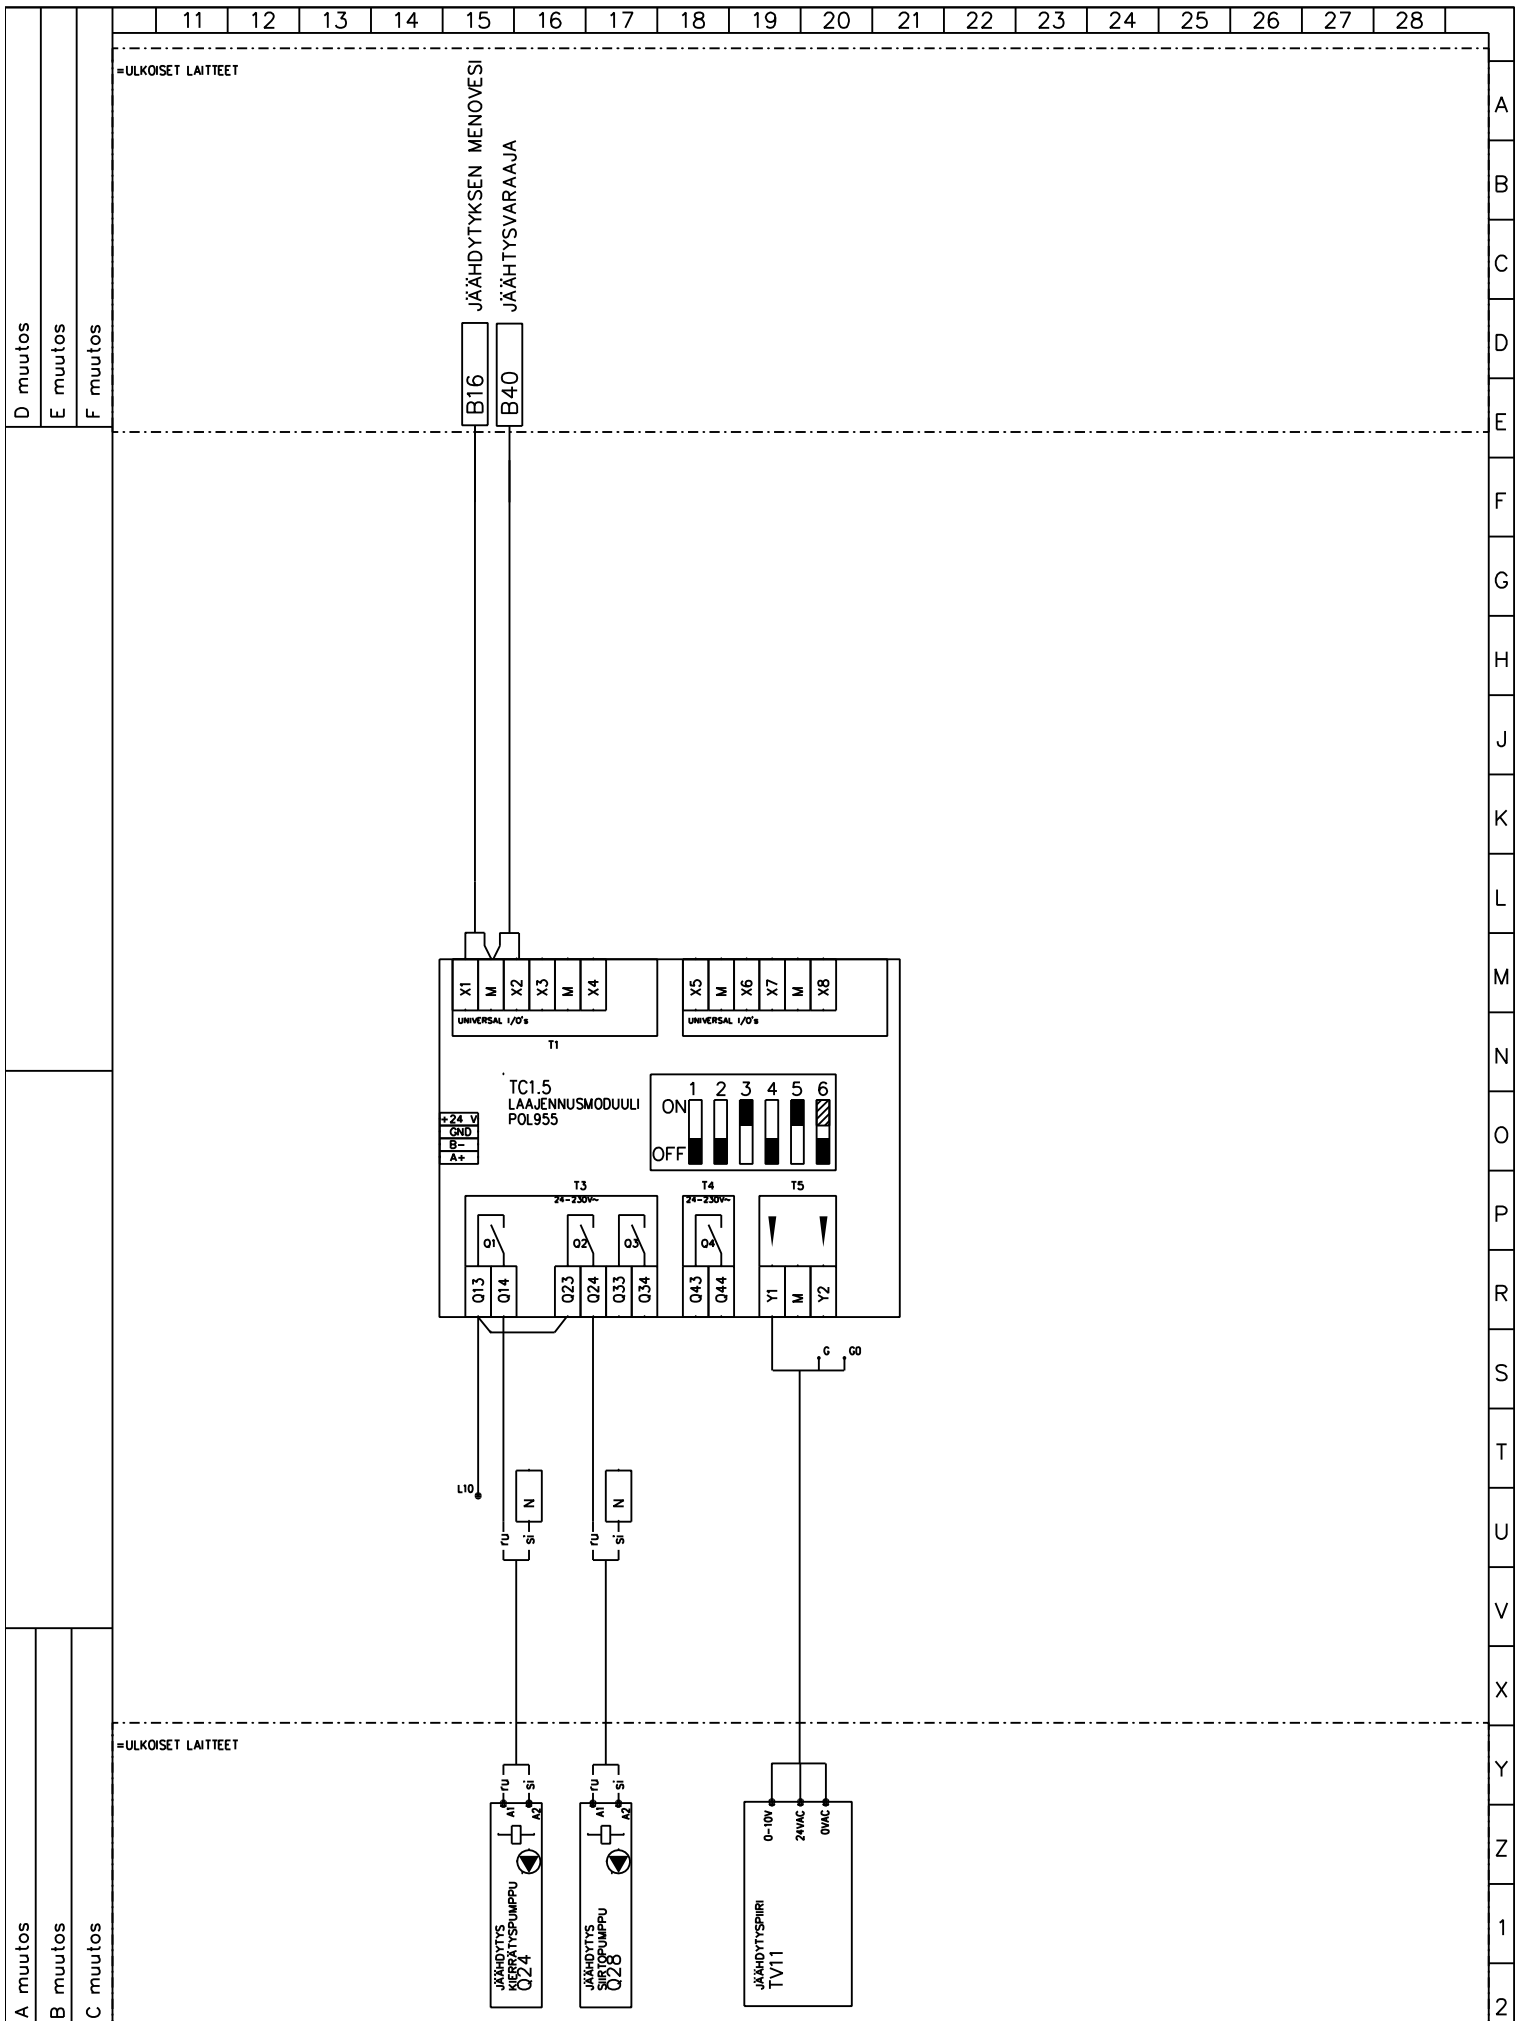 11 12 13 14 15 16 17 18 19 20 21 22 23 24 25 26 27 28
=ULKOISET LAITTEET
JÄÄHDYTYKSEN MENOVESI
JÄÄHTYSVARAAJA
B16
B40
D muutos
E muutos
F muutos
A
B
C
D
E
F
G
H
J
K
L
M
N
O
P
R
S
T
U
V
X
Y
Z
1
2
X1 M X2 X3 M X4
UNIVERSAL I/O's
T1
X5 M X6 X7 M X8
UNIVERSAL I/O's
TC1.5
LAAJENNUSMODUULI
POL955
+24 V
GND
B-
A+
1 2 3 4 5 6
ON
OFF
T3
24-230V~
T4
24-230V~
T5
Q1 Q2 Q3 Q4
Q13 Q14 Q23 Q24 Q33 Q34 Q43 Q44 Y1 M Y2
G G0
L10
N
N
ru si
ru si
=ULKOISET LAITTEET
ru si
ru si
A1 A2
A1 A2
0-10V
24VAC
0VAC
JÄÄHDYTYS
KIERRÄTYSPUMPPU
Q24
JÄÄHDYTYS
SIIRTOPUMPPU
Q28
JÄÄHDYTYSPIIRI
TV11
A muutos
B muutos
C muutos